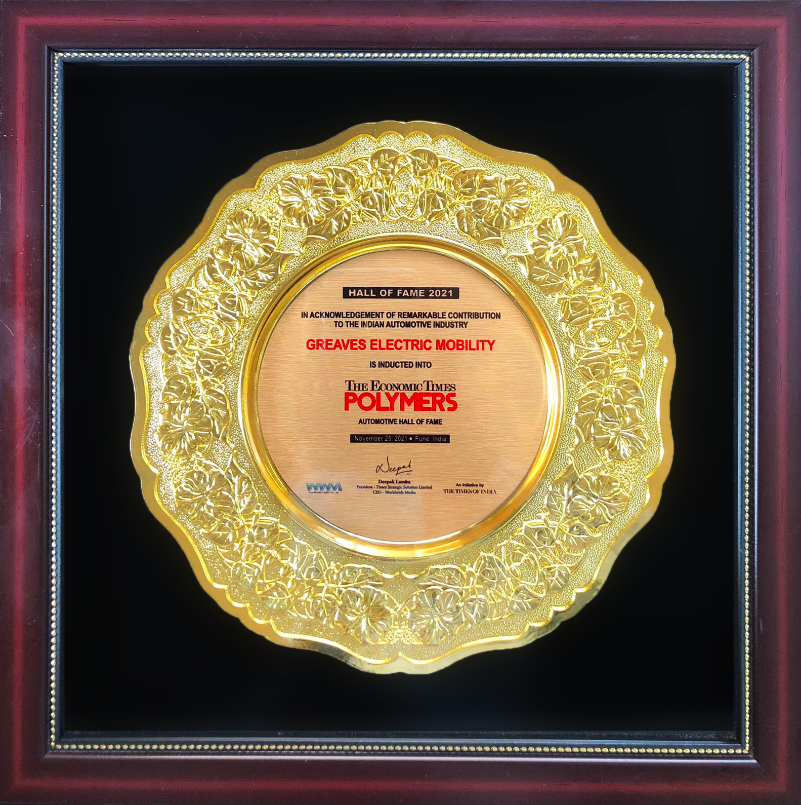 HALL OF FAME 2021
IN ACKNOWLEDGEMENT OF REMARKABLE CONTRIBUTION
TO THE INDIAN AUTOMOTIVE INDUSTRY
GREAVES ELECTRIC MOBILITY
IS INDUCTED INTO
THE ECONOMIC TIMES
POLYMERS
AUTOMOTIVE HALL OF FAME
November 25, 2021 • Pune, India
Deepak
Deepak Lamba
President - Times Strategic Solution Limited
CEO - Worldwide Media
WWM
An Initiative by
THE TIMES OF INDIA